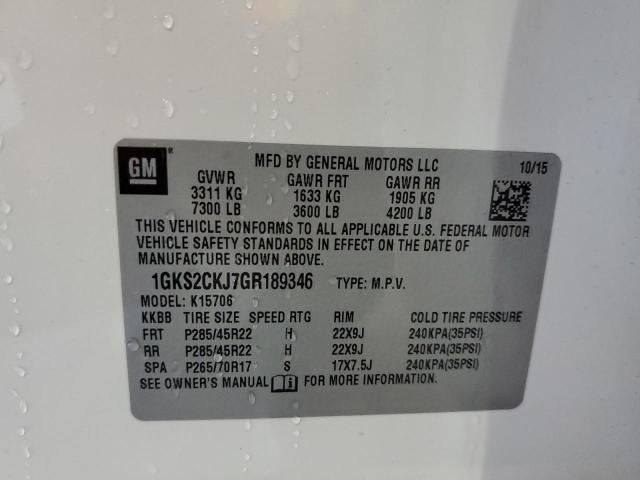 GM® MFD BY GENERAL MOTORS LLC 10/15
GVWR GAWR FRT GAWR RR
3311 KG 1633 KG 1905 KG
7300 LB 3600 LB 4200 LB
THIS VEHICLE CONFORMS TO ALL APPLICABLE U.S. FEDERAL MOTOR
VEHICLE SAFETY STANDARDS IN EFFECT ON THE DATE OF
MANUFACTURE SHOWN ABOVE.
1GKS2CKJ7GR189346 TYPE: M.P.V.
MODEL: K15706
KKBB TIRE SIZE SPEED RTG RIM COLD TIRE PRESSURE
FRT P285/45R22 H 22X9J 240KPA(35PSI)
RR P285/45R22 H 22X9J 240KPA(35PSI)
SPA P265/70R17 S 17X7.5J 240KPA(35PSI)
SEE OWNER'S MANUAL FOR MORE INFORMATION.